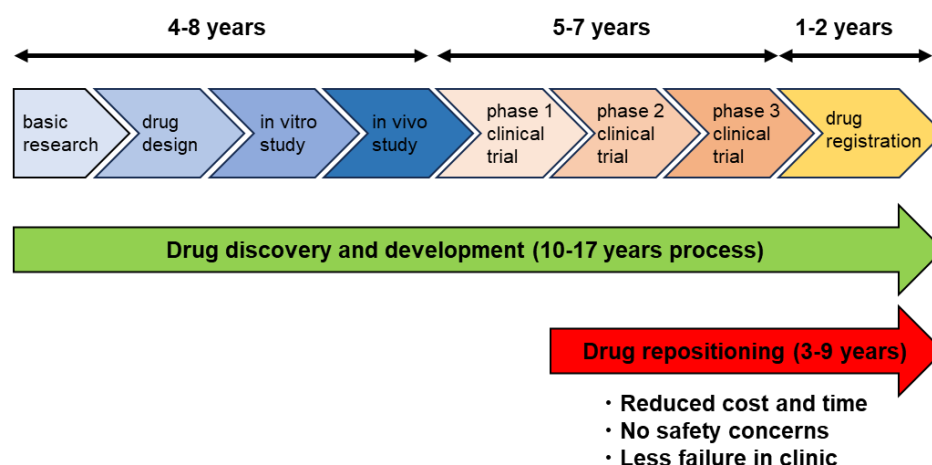 4-8 years
5-7 years
1-2 years
basic
research
drug
design
in vitro
study
in vivo
study
phase 1
clinical
trial
phase 2
clinical
trial
phase 3
clinical
trial
drug
registration
Drug discovery and development (10-17 years process)
Drug repositioning (3-9 years)
・Reduced cost and time
・No safety concerns
・Less failure in clinic